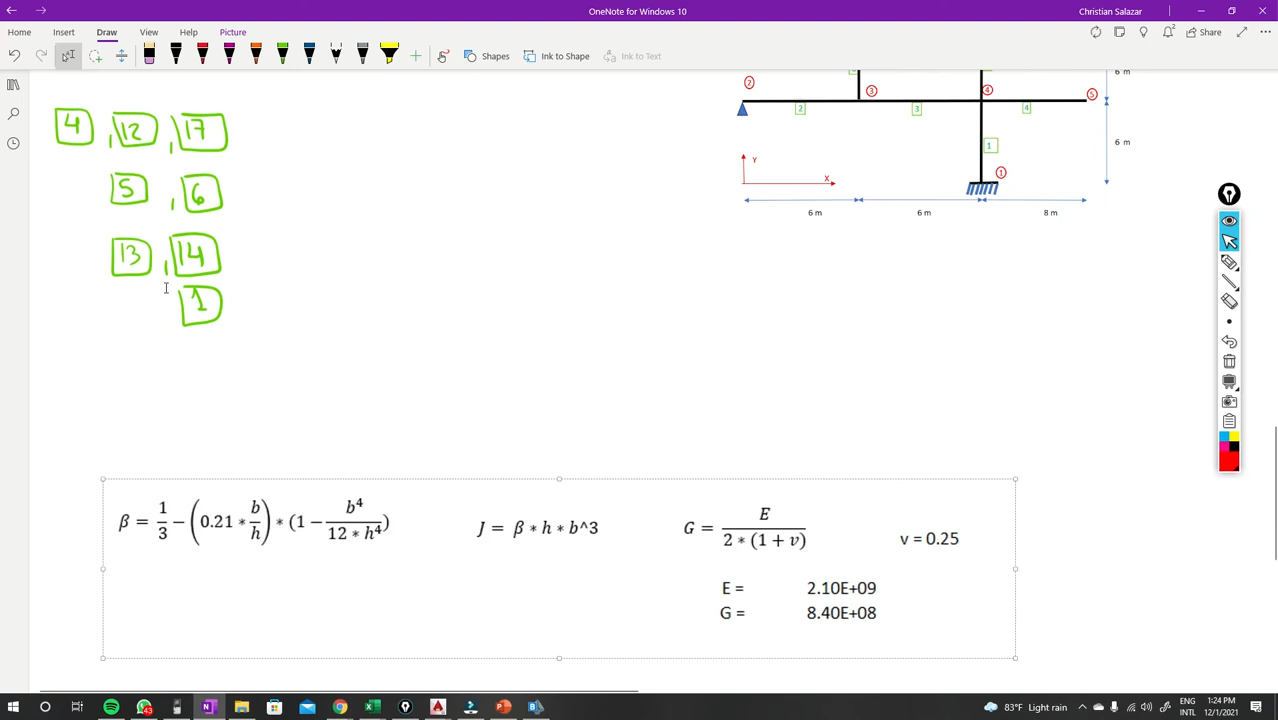 OneNote for Windows 10
Christian Salazar
Home Insert Draw View Help Picture
Share
Shapes Ink to Shape Ink to Text
4, 12, 17
5, 6
13, 14
1
6 m
2 3 4 5
2 3 4
6 m
1
Y
1
X
6 m 6 m 8 m
β = 1/3 − (0.21 * b/h) * (1 − b⁴/(12 * h⁴)) J = β * h * b^3 G = E/(2 * (1 + v)) v = 0.25
E = 2.10E+09
G = 8.40E+08
43
83°F Light rain
ENG
INTL
1:24 PM
12/1/2021